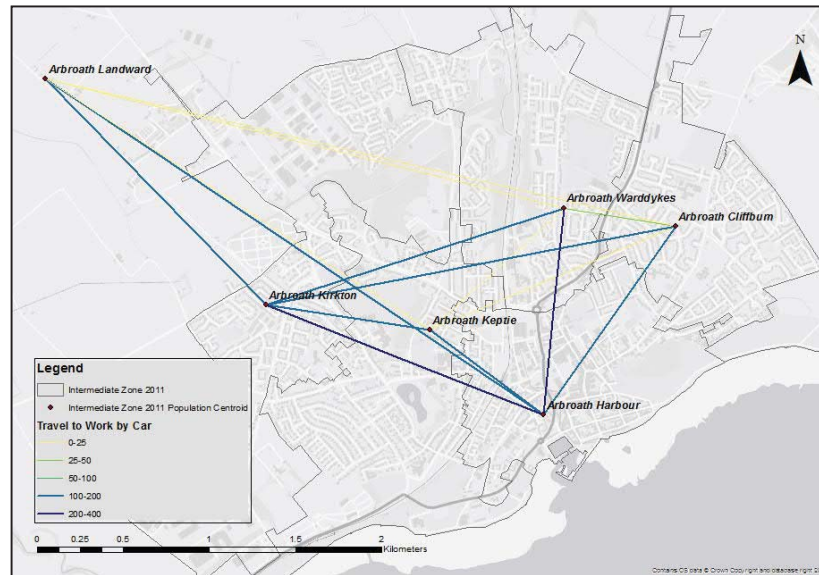 N
Arbroath Landward
Arbroath Warddykes
Arbroath Cliffburn
Arbroath Kirkton
Arbroath Keptie
Arbroath Harbour
Legend
Intermediate Zone 2011
Intermediate Zone 2011 Population Centroid
Travel to Work by Car
0-25
25-50
50-100
100-200
200-400
0 0.25 0.5 1 1.5 2
Kilometers
Contains OS data © Crown Copyright and database right